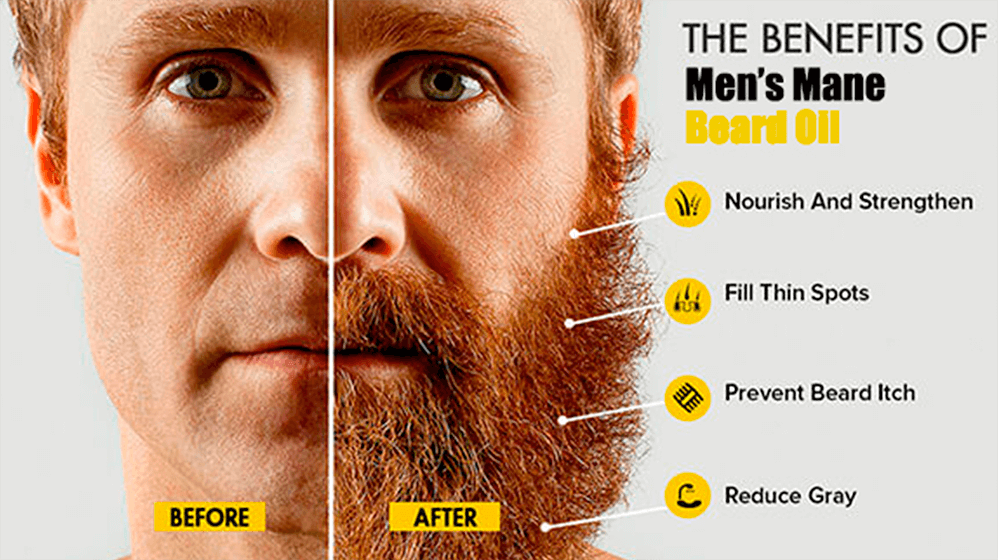 THE BENEFITS OF
Men's Mane
Beard Oil
Nourish And Strengthen
Fill Thin Spots
Prevent Beard Itch
Reduce Gray
BEFORE
AFTER